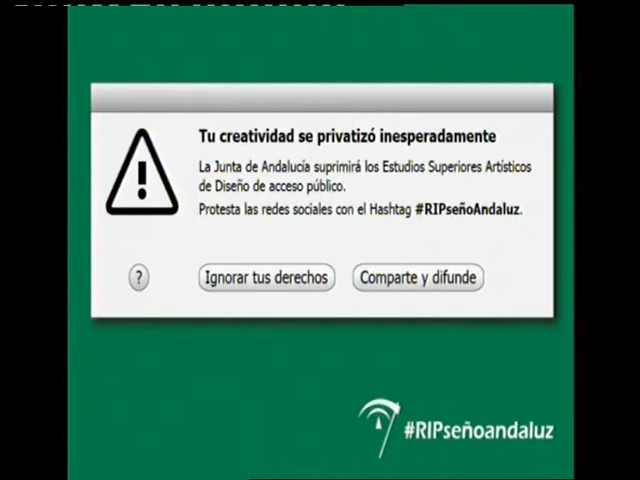 Tu creatividad se privatizó inesperadamente
La Junta de Andalucía suprimirá los Estudios Superiores Artísticos
de Diseño de acceso público.
Protesta las redes sociales con el Hashtag #RIPseñoAndaluz.
?
Ignorar tus derechos
Comparte y difunde
#RIPseñoandaluz